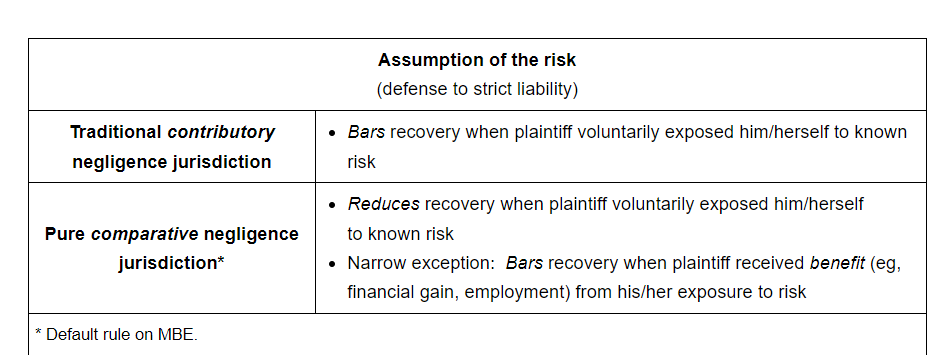 Assumption of the risk
(defense to strict liability)
Traditional contributory
negligence jurisdiction
• Bars recovery when plaintiff voluntarily exposed him/herself to known
risk
Pure comparative negligence
jurisdiction*
• Reduces recovery when plaintiff voluntarily exposed him/herself
to known risk
• Narrow exception: Bars recovery when plaintiff received benefit (eg,
financial gain, employment) from his/her exposure to risk
* Default rule on MBE.